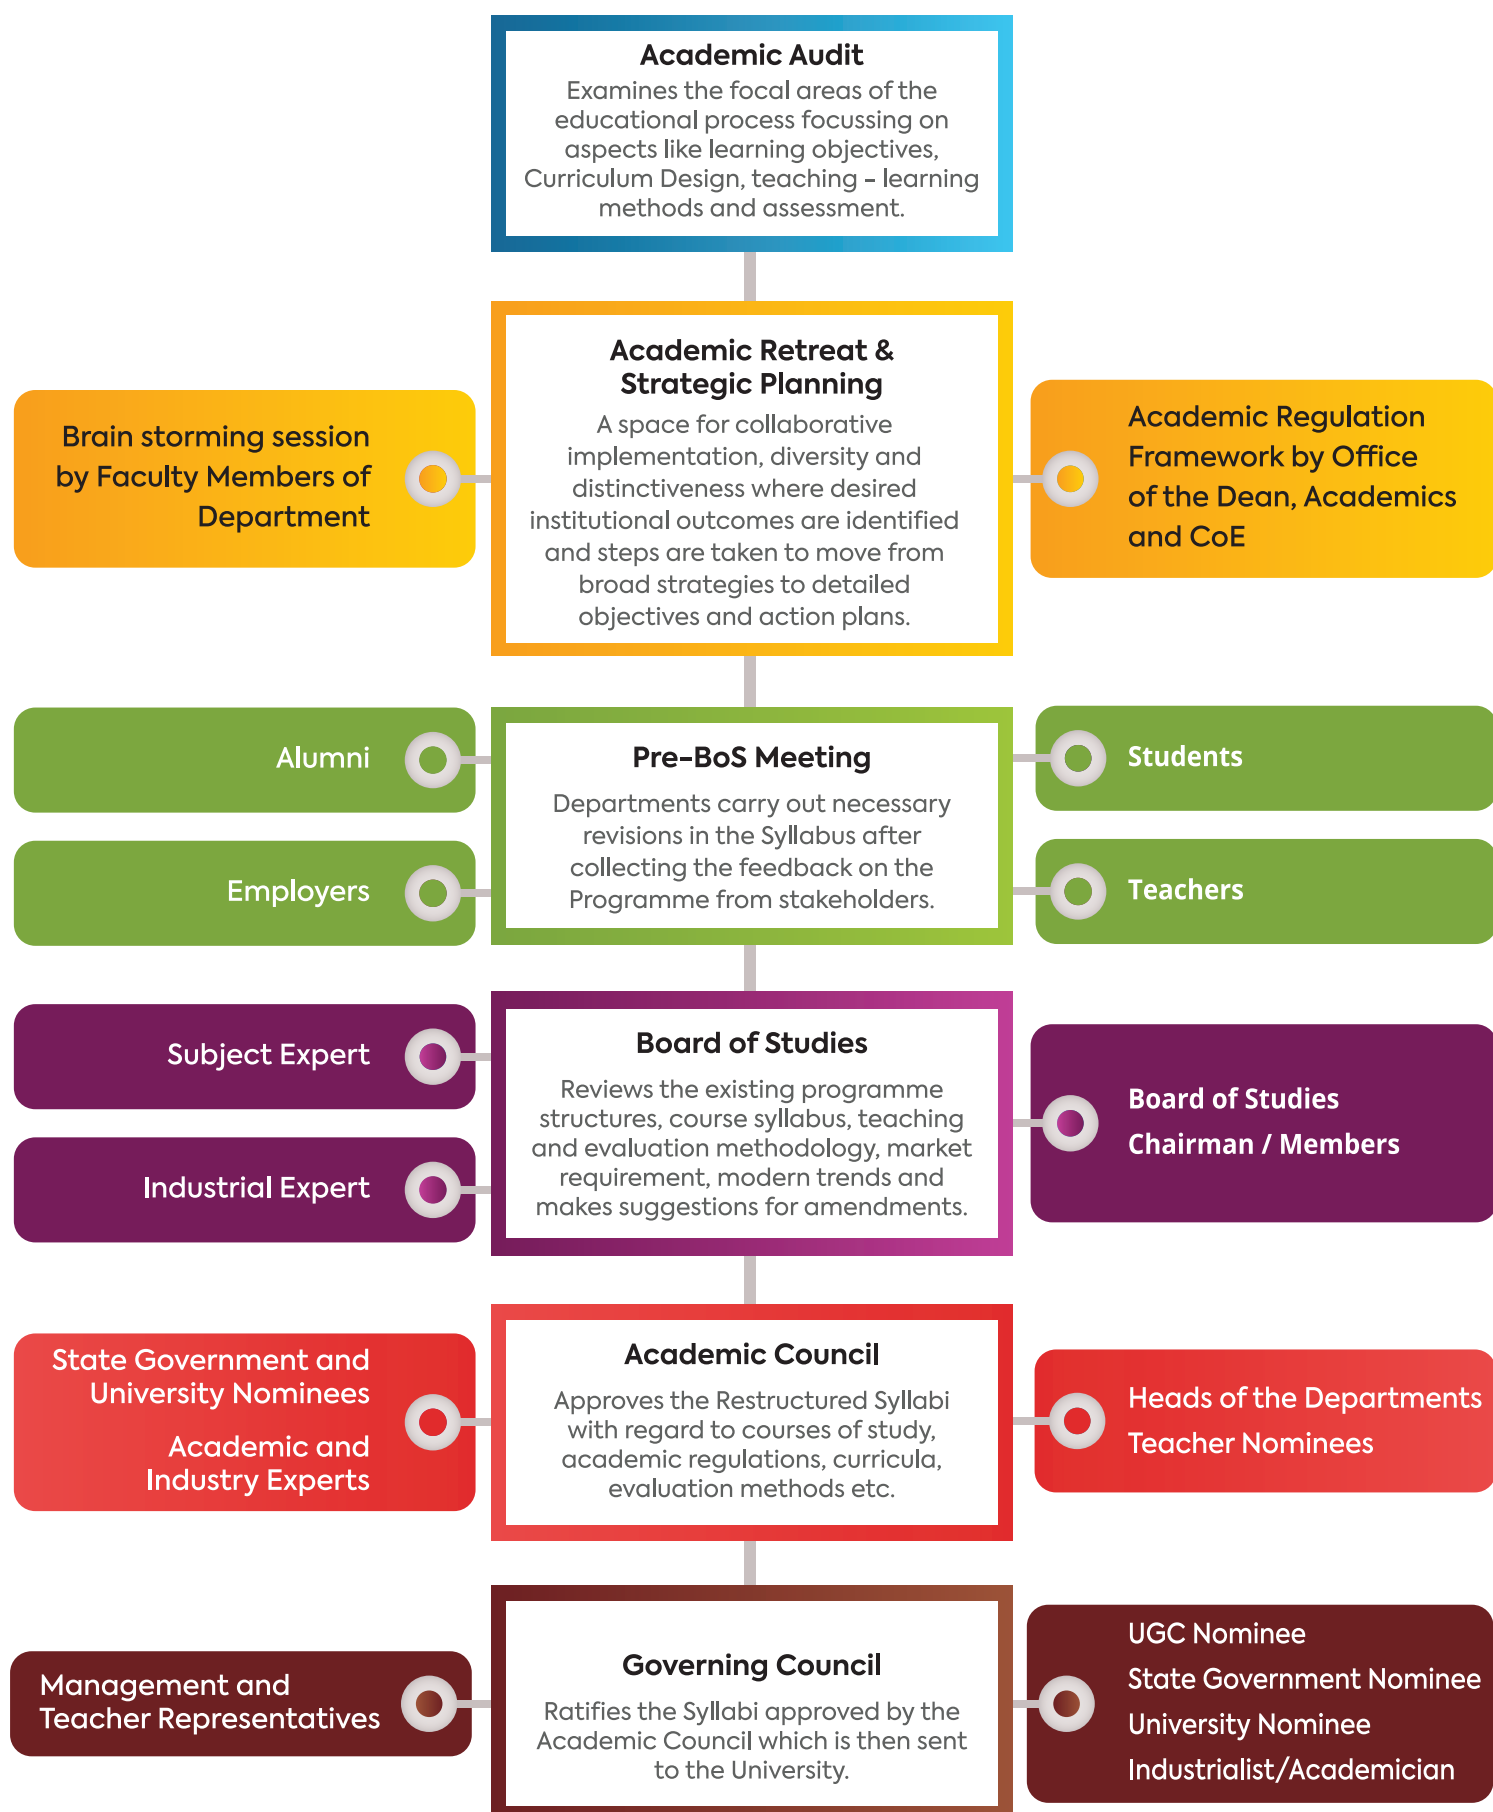 Academic Audit
Examines the focal areas of the
educational process focussing on
aspects like learning objectives,
Curriculum Design, teaching - learning
methods and assessment.
Academic Retreat &
Strategic Planning
A space for collaborative
implementation, diversity and
distinctiveness where desired
institutional outcomes are identified
and steps are taken to move from
broad strategies to detailed
objectives and action plans.
Brain storming session
by Faculty Members of
Department
Academic Regulation
Framework by Office
of the Dean, Academics
and CoE
Pre-BoS Meeting
Departments carry out necessary
revisions in the Syllabus after
collecting the feedback on the
Programme from stakeholders.
Alumni
Employers
Students
Teachers
Board of Studies
Reviews the existing programme
structures, course syllabus, teaching
and evaluation methodology, market
requirement, modern trends and
makes suggestions for amendments.
Subject Expert
Industrial Expert
Board of Studies
Chairman / Members
Academic Council
Approves the Restructured Syllabi
with regard to courses of study,
academic regulations, curricula,
evaluation methods etc.
State Government and
University Nominees
Academic and
Industry Experts
Heads of the Departments
Teacher Nominees
Governing Council
Ratifies the Syllabi approved by the
Academic Council which is then sent
to the University.
Management and
Teacher Representatives
UGC Nominee
State Government Nominee
University Nominee
Industrialist/Academician